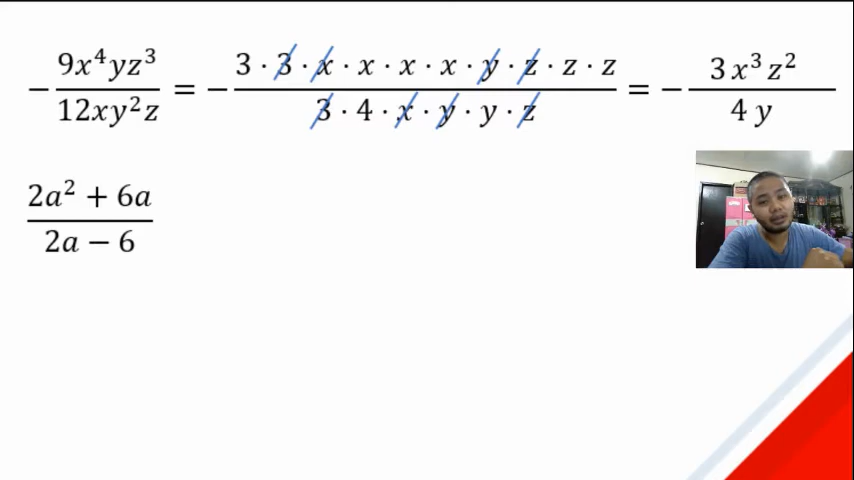 −9x⁴yz³/12xy²z = −3·3·x·x·x·x·y·z·z·z/3·4·x·y·y·z = −3x³z²/4y
2a² + 6a/2a − 6